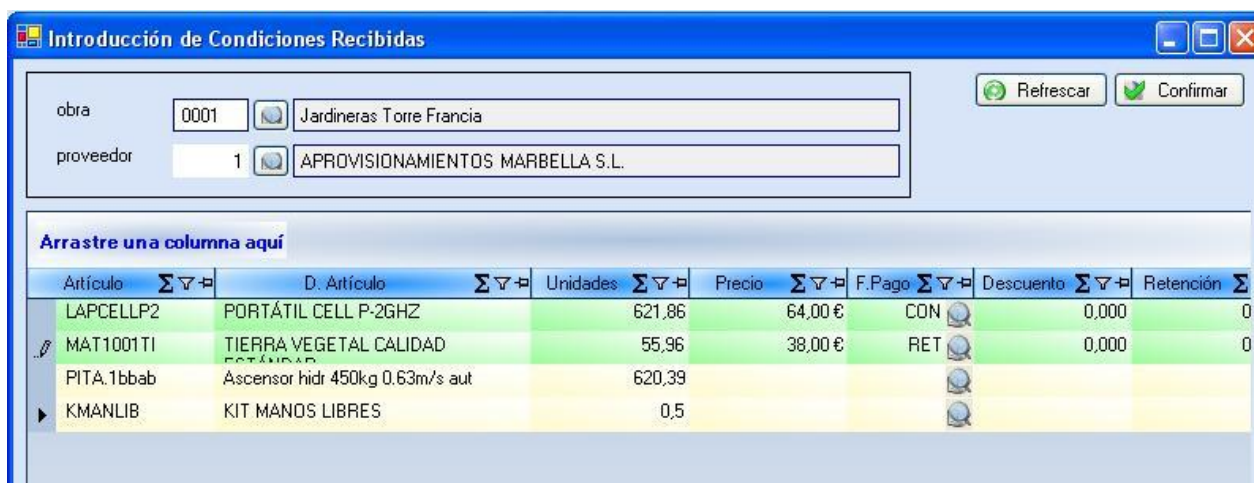 Introducción de Condiciones Recibidas
Refrescar Confirmar
obra 0001 Jardineras Torre Francia
proveedor 1 APROVISIONAMIENTOS MARBELLA S.L.
Arrastre una columna aquí
Artículo Σ D. Artículo Σ Unidades Σ Precio Σ F.Pago Σ Descuento Σ Retención Σ
LAPCELLP2 PORTÁTIL CELL P-2GHZ 621,86 64,00 € CON 0,000 0
MAT1001TI TIERRA VEGETAL CALIDAD 55,96 38,00 € RET 0,000 0
PITA.1bbab Ascensor hidr 450kg 0.63m/s aut 620,39
KMANLIB KIT MANOS LIBRES 0,5